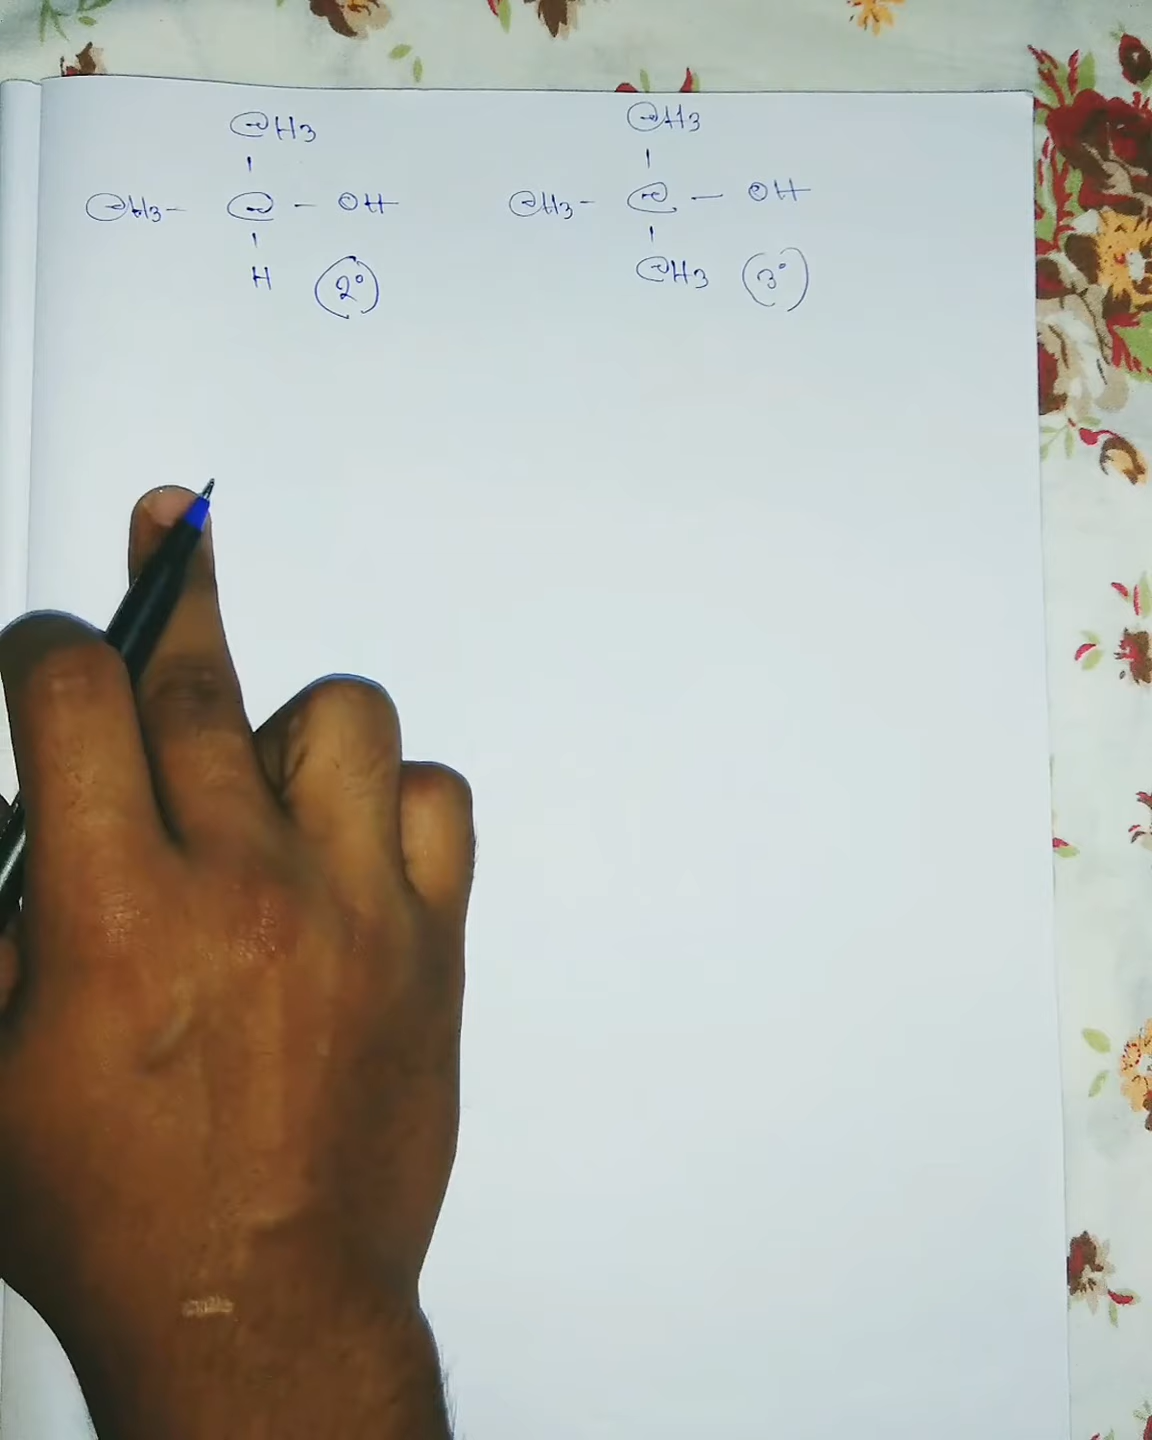 CH3 CH3
| |
CH3- C - OH CH3- C - OH
| |
H (2°) CH3 (3°)